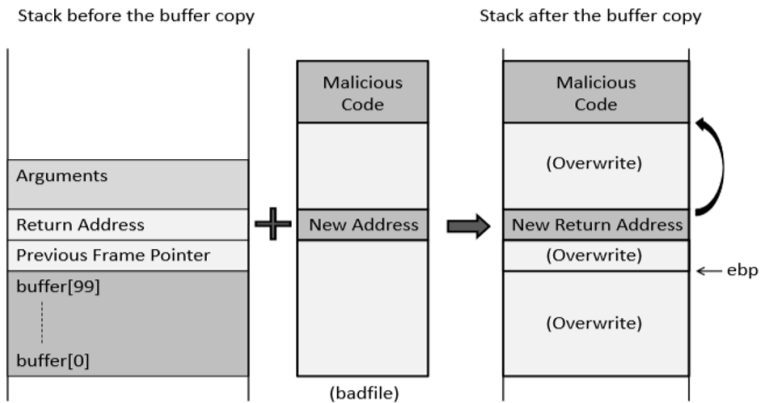 Stack before the buffer copy
Stack after the buffer copy
Arguments
Return Address
Previous Frame Pointer
buffer[99]
buffer[0]
Malicious
Code
New Address
(badfile)
Malicious
Code
(Overwrite)
New Return Address
(Overwrite)
ebp
(Overwrite)